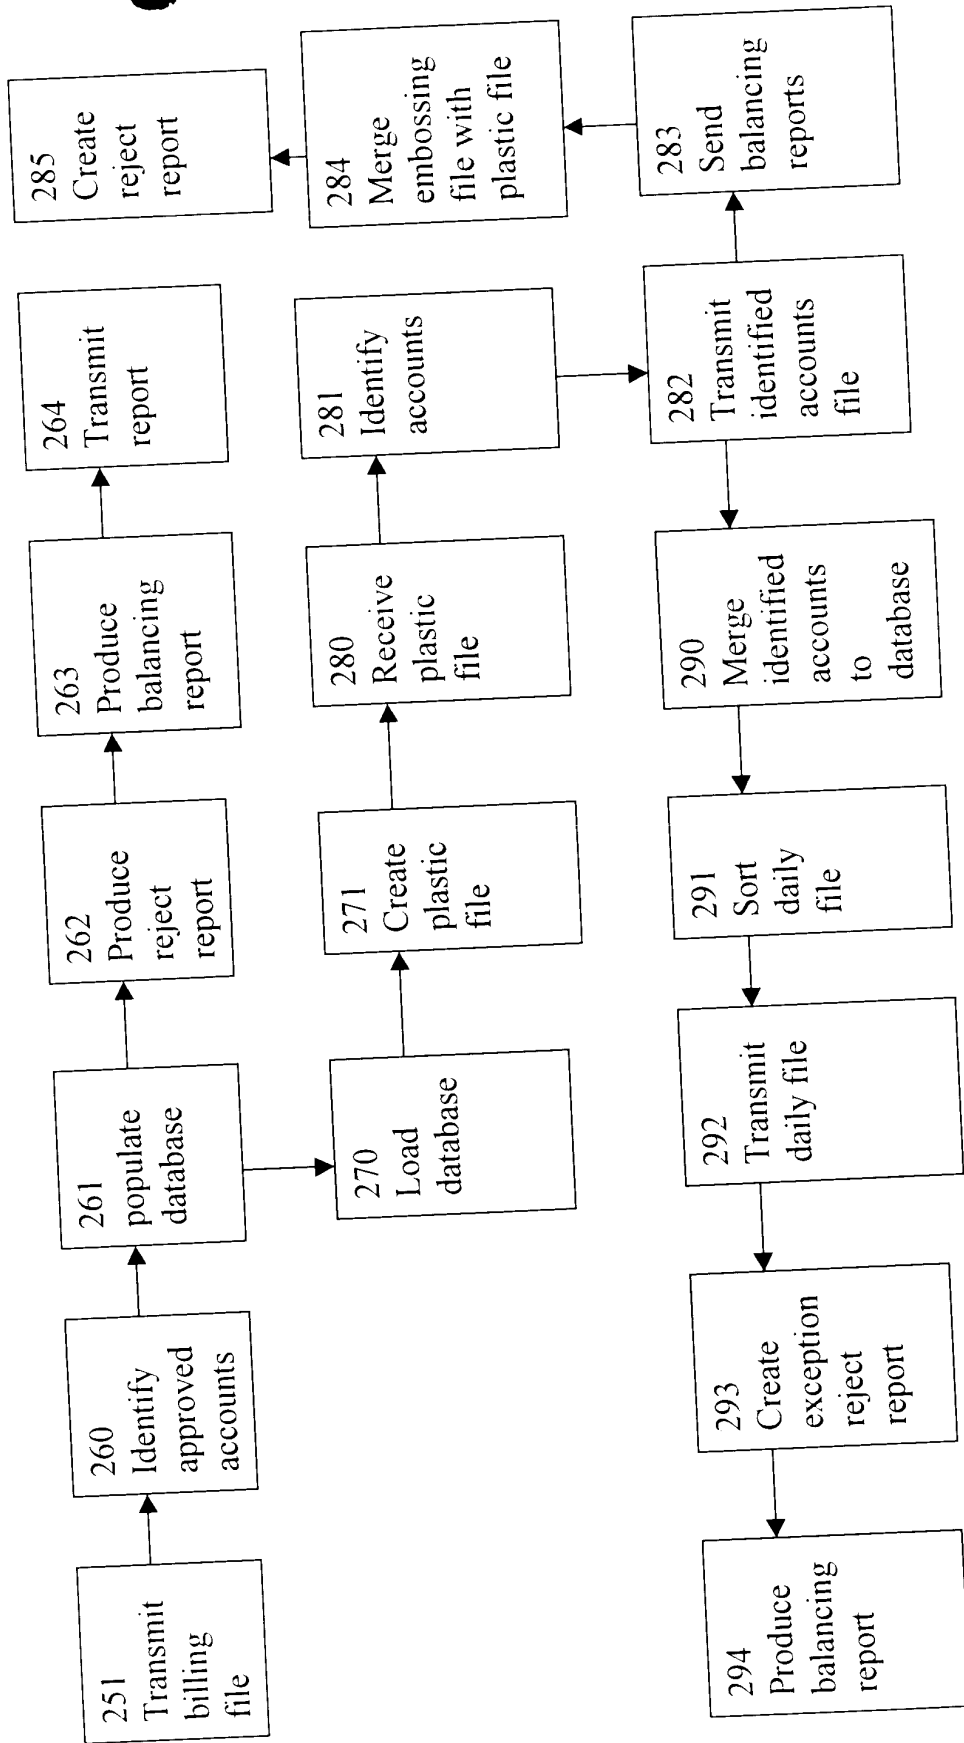 251
Transmit
billing
file
260
Identify
approved
accounts
261
populate
database
262
Produce
reject
report
263
Produce
balancing
report
264
Transmit
report
270
Load
database
271
Create
plastic
file
280
Receive
plastic
file
281
Identify
accounts
282
Transmit
identified
accounts
file
283
Send
balancing
reports
284
Merge
embossing
file with
plastic file
285
Create
reject
report
290
Merge
identified
accounts
to
database
291
Sort
daily
file
292
Transmit
daily file
293
Create
exception
reject
report
294
Produce
balancing
report